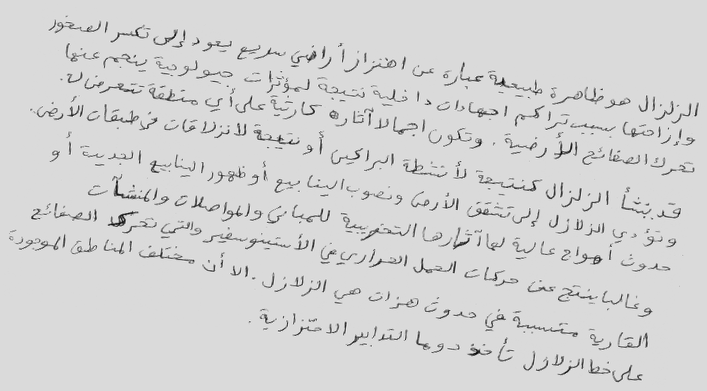 الزلزال هو ظاهرة طبيعية عبارة عن اهتزاز أراضي سريع يعود إلى تكسر الصخور
وإزاحتها بسبب تراكم اجهادات داخلية نتيجة لمؤثرات جيولوجية ينجم عنها
تحرك الصفائح الأرضية. وتكون اجمالا آثاره كارثية على أي منطقة تتعرض له.
قد ينشأ الزلزال كنتيجة لأنشطة البراكين أو نتيجة لانزلاقات في طبقات الأرض.
وتؤدي الزلازل إلى تشقق الأرض ونضوب الينابيع أو ظهور الينابيع الجديدة أو
حدوث أمواج عالية لما آثارها التخريبية للمباني والمواصلات والمنشآت
وغالبا ينتج عن حركات الحمل الحراري في الأستينوسفير والتي تحرك الصفائح
القارية متسببة في حدوث هزات هي الزلازل. الا أن مختلف المناطق الموجودة
على خط الزلازل تأخذ دوما التدابير الاحترازية.